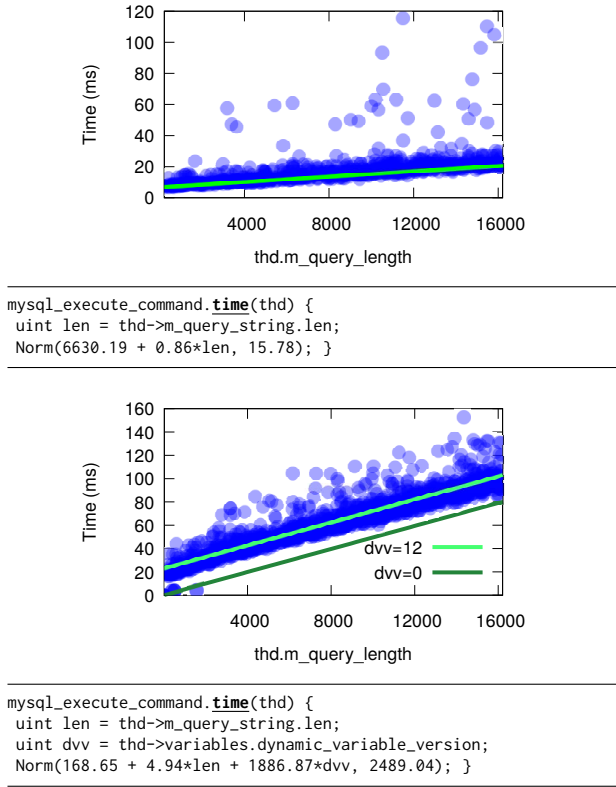 120
100
80
60
40
20
0
Time (ms)
4000 8000 12000 16000
thd.m_query_length
mysql_execute_command.time(thd) {
uint len = thd->m_query_string.len;
Norm(6630.19 + 0.86*len, 15.78); }
160
140
120
100
80
60
40
20
0
Time (ms)
dvv=12
dvv=0
4000 8000 12000 16000
thd.m_query_length
mysql_execute_command.time(thd) {
uint len = thd->m_query_string.len;
uint dvv = thd->variables.dynamic_variable_version;
Norm(168.65 + 4.94*len + 1886.87*dvv, 2489.04); }